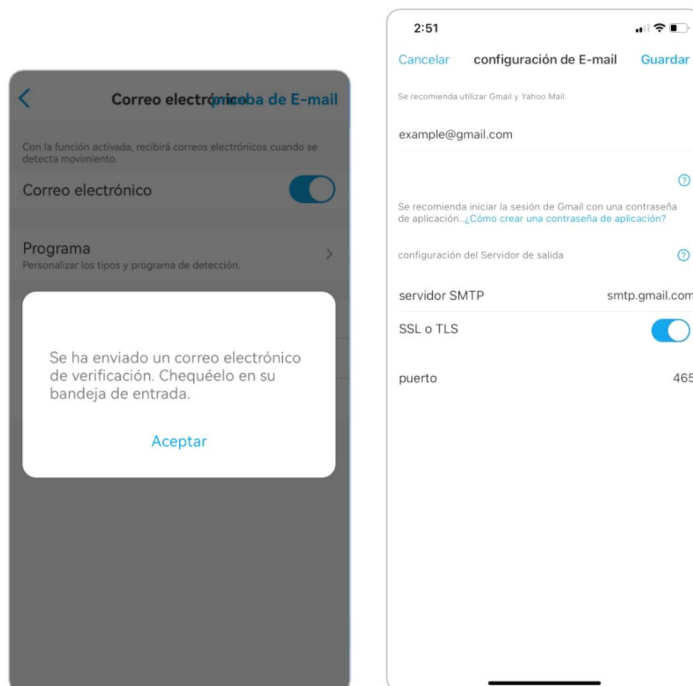 Correo electrónico
prueba de E-mail
Con la función activada, recibirá correos electrónicos cuando se
detecta movimiento.
Correo electrónico
Programa
Personalizar los tipos y programa de detección.
Se ha enviado un correo electrónico
de verificación. Chequéelo en su
bandeja de entrada.
Aceptar
2:51
Cancelar configuración de E-mail Guardar
Se recomienda utilizar Gmail y Yahoo Mail.
example@gmail.com
Se recomienda iniciar la sesión de Gmail con una contraseña
de aplicación..¿Cómo crear una contraseña de aplicación?
configuración del Servidor de salida
servidor SMTP smtp.gmail.com
SSL o TLS
puerto 465